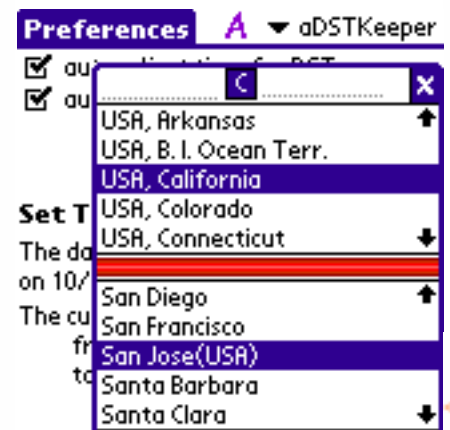 Preferences A aDSTKeeper
C X
USA, Arkansas
USA, B.I. Ocean Terr.
USA, California
USA, Colorado
Set T
USA, Connecticut
The da
on 10/
San Diego
The cu
San Francisco
fr
San Jose(USA)
to
Santa Barbara
Santa Clara